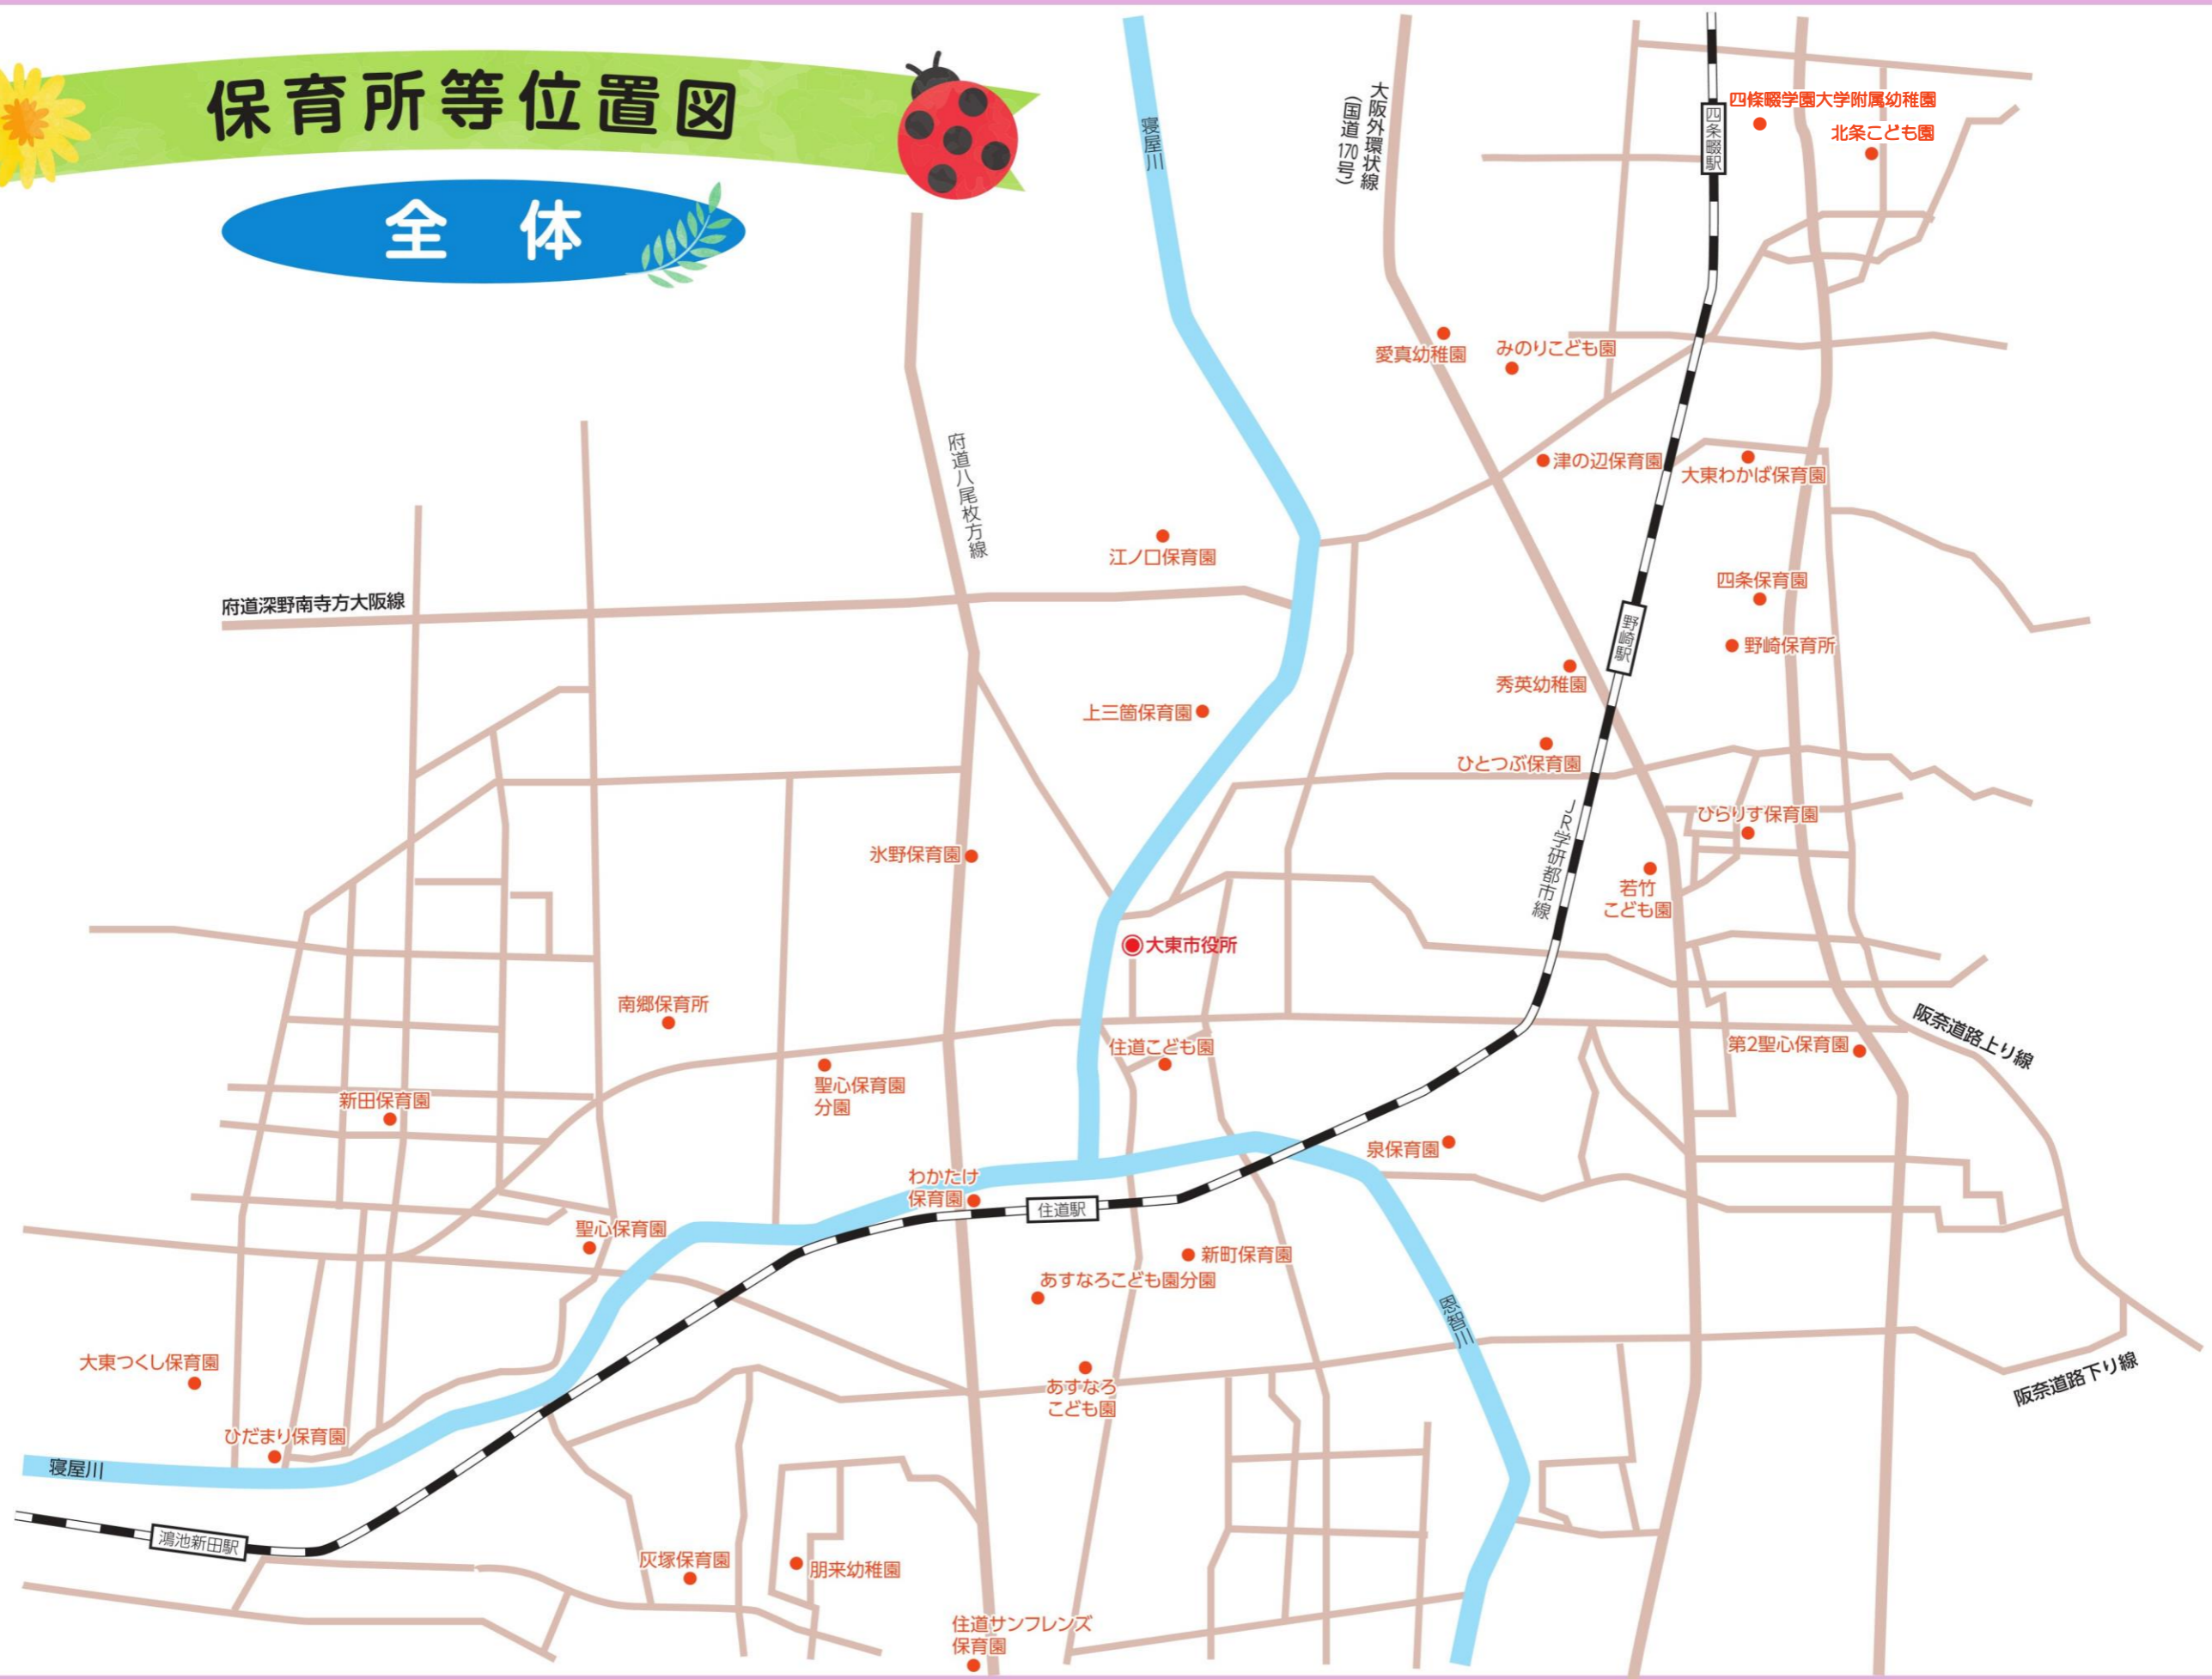 保育所等位置図
全　体
寝屋川
大阪外環状線
（国道170号）
四条畷駅
四條畷学園大学附属幼稚園
北条こども園
愛真幼稚園
みのりこども園
府道八尾枚方線
津の辺保育園
大東わかば保育園
江ノ口保育園
四条保育園
府道深野南寺方大阪線
野崎駅
野崎保育所
秀英幼稚園
上三箇保育園
ひとつぶ保育園
JR学研都市線
ひらりす保育園
氷野保育園
若竹
こども園
大東市役所
南郷保育所
住道こども園
第2聖心保育園
阪奈道路上り線
聖心保育園
分園
新田保育園
泉保育園
わかたけ
保育園
住道駅
聖心保育園
新町保育園
あすなろこども園分園
恩智川
大東つくし保育園
あすなろ
こども園
阪奈道路下り線
ひだまり保育園
寝屋川
鴻池新田駅
灰塚保育園
朋来幼稚園
住道サンフレンズ
保育園